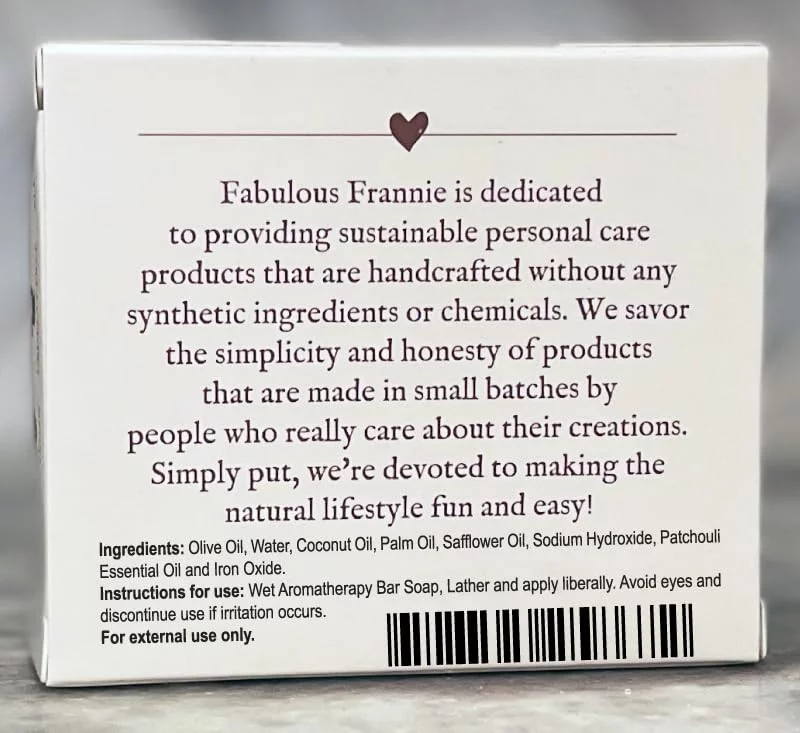 Fabulous Frannie is dedicated
to providing sustainable personal care
products that are handcrafted without any
synthetic ingredients or chemicals. We savor
the simplicity and honesty of products
that are made in small batches by
people who really care about their creations.
Simply put, we're devoted to making the
natural lifestyle fun and easy!
Ingredients: Olive Oil, Water, Coconut Oil, Palm Oil, Safflower Oil, Sodium Hydroxide, Patchouli
Essential Oil and Iron Oxide.
Instructions for use: Wet Aromatherapy Bar Soap, Lather and apply liberally. Avoid eyes and
discontinue use if irritation occurs.
For external use only.